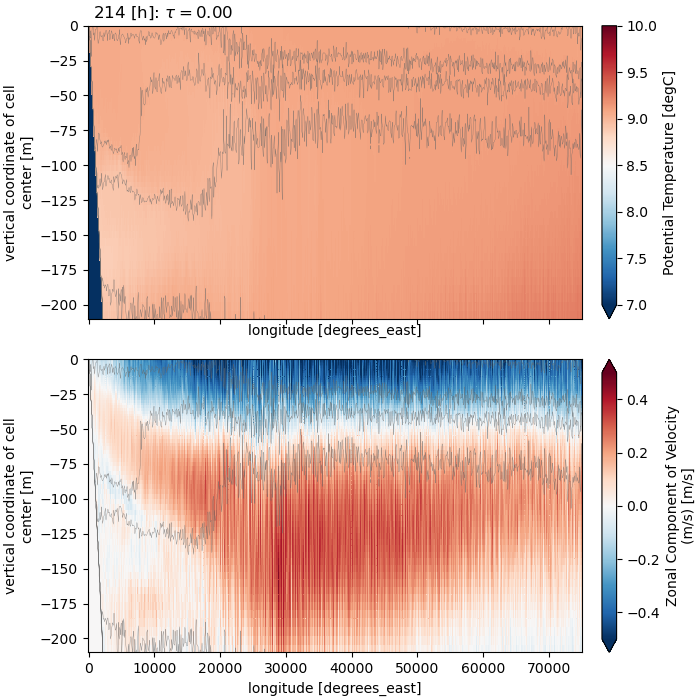 214 [h]: τ = 0.00
0
−25
−50
−75
−100
−125
−150
−175
−200
vertical coordinate of cell
center [m]
longitude [degrees_east]
10.0
9.5
9.0
8.5
8.0
7.5
7.0
Potential Temperature [degC]
0
−25
−50
−75
−100
−125
−150
−175
−200
vertical coordinate of cell
center [m]
0 10000 20000 30000 40000 50000 60000 70000
longitude [degrees_east]
0.4
0.2
0.0
−0.2
−0.4
Zonal Component of Velocity
(m/s) [m/s]